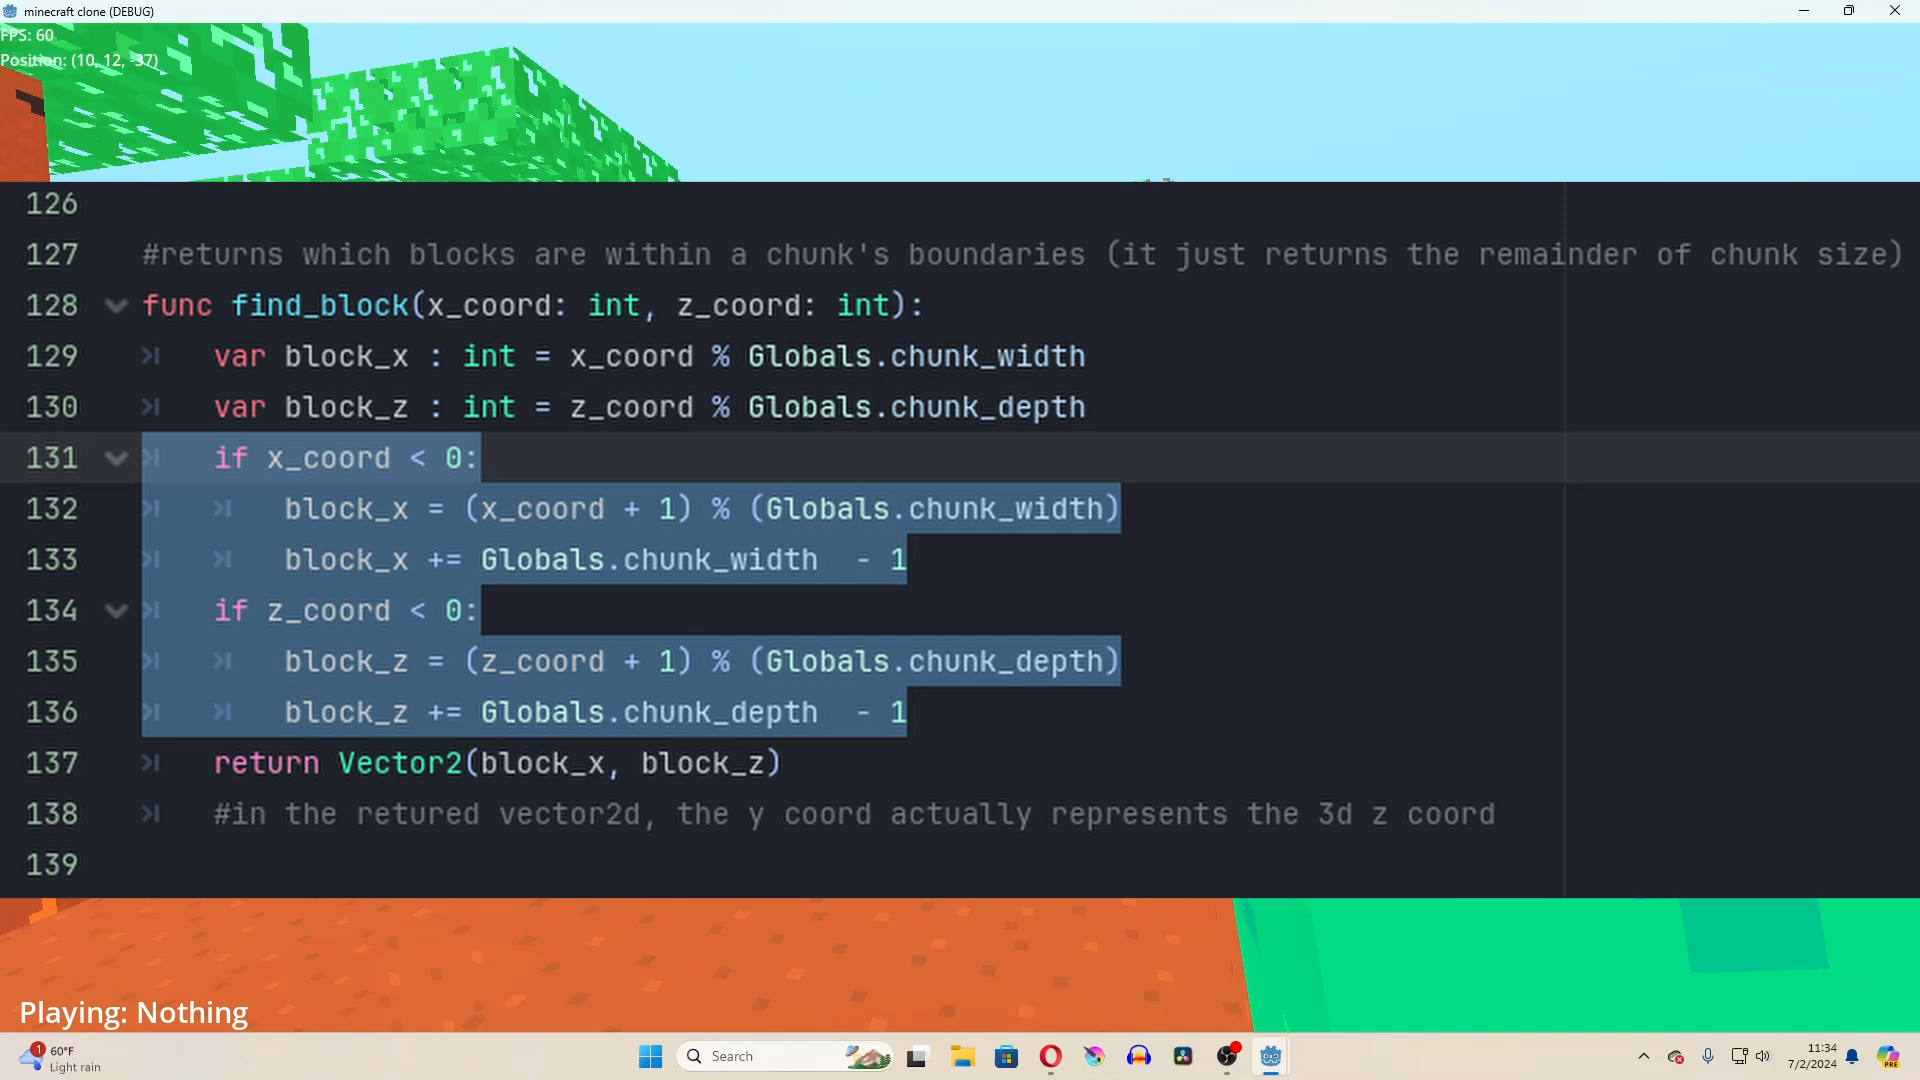 minecraft clone (DEBUG)
FPS: 60
Position: (10, 12, -37)
126
127 #returns which blocks are within a chunk's boundaries (it just returns the remainder of chunk size)
128 func find_block(x_coord: int, z_coord: int):
129 var block_x : int = x_coord % Globals.chunk_width
130 var block_z : int = z_coord % Globals.chunk_depth
131 if x_coord < 0:
132 block_x = (x_coord + 1) % (Globals.chunk_width)
133 block_x += Globals.chunk_width  - 1
134 if z_coord < 0:
135 block_z = (z_coord + 1) % (Globals.chunk_depth)
136 block_z += Globals.chunk_depth  - 1
137 return Vector2(block_x, block_z)
138 #in the retured vector2d, the y coord actually represents the 3d z coord
139
Playing: Nothing
1
60°F
Light rain
Search
11:34
7/2/2024
PRE